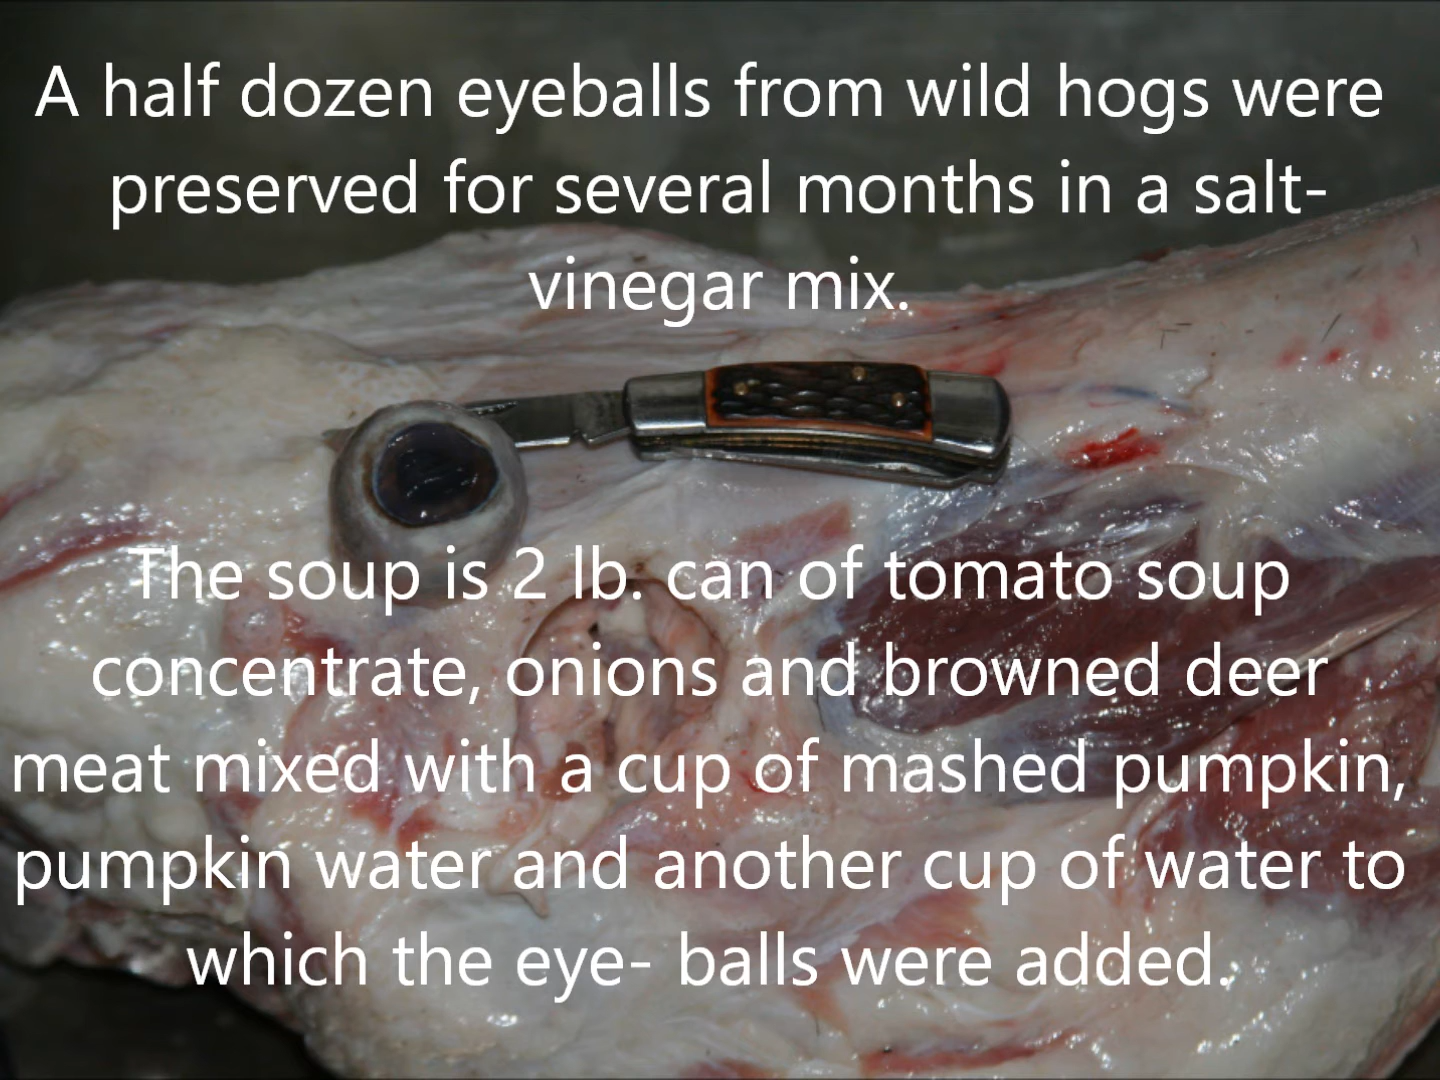 A half dozen eyeballs from wild hogs were
preserved for several months in a salt-
vinegar mix.
The soup is 2 lb. can of tomato soup
concentrate, onions and browned deer
meat mixed with a cup of mashed pumpkin,
pumpkin water and another cup of water to
which the eye- balls were added.